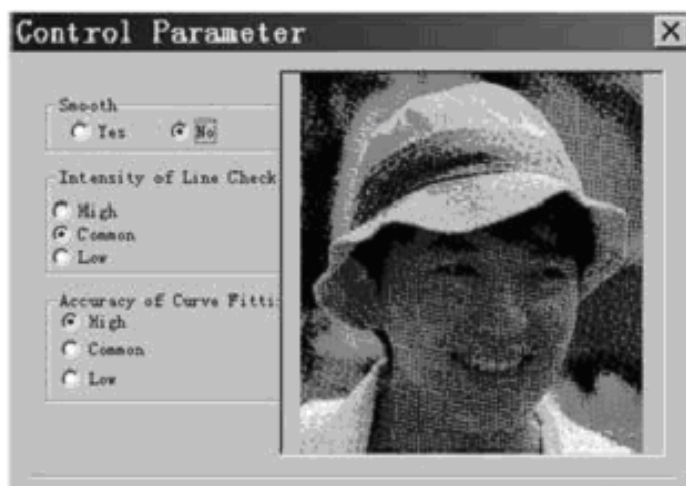 Control Parameter
Smooth
Yes No
Intensity of Line Check
High
Common
Low
Accuracy of Curve Fitti
High
Common
Low